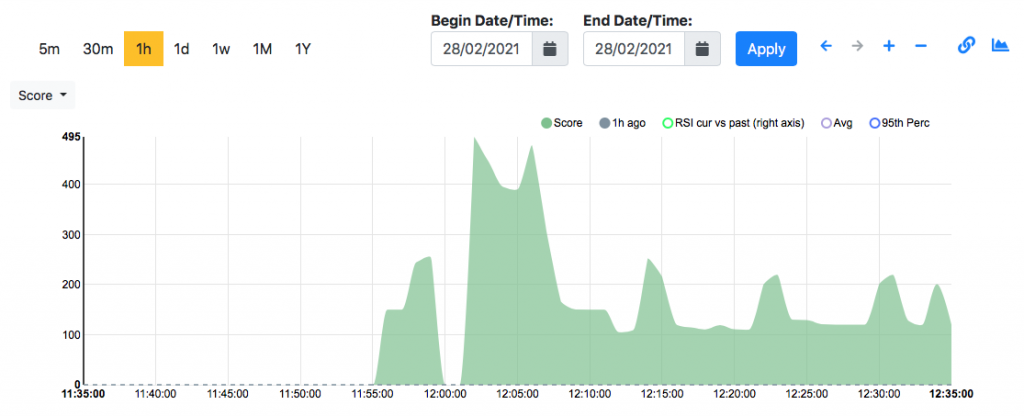 Begin Date/Time: End Date/Time:
5m 30m 1h 1d 1w 1M 1Y 28/02/2021 28/02/2021 Apply
Score
Score 1h ago RSI cur vs past (right axis) Avg 95th Perc
495
400
300
200
100
0
11:35:00 11:40:00 11:45:00 11:50:00 11:55:00 12:00:00 12:05:00 12:10:00 12:15:00 12:20:00 12:25:00 12:30:00 12:35:00